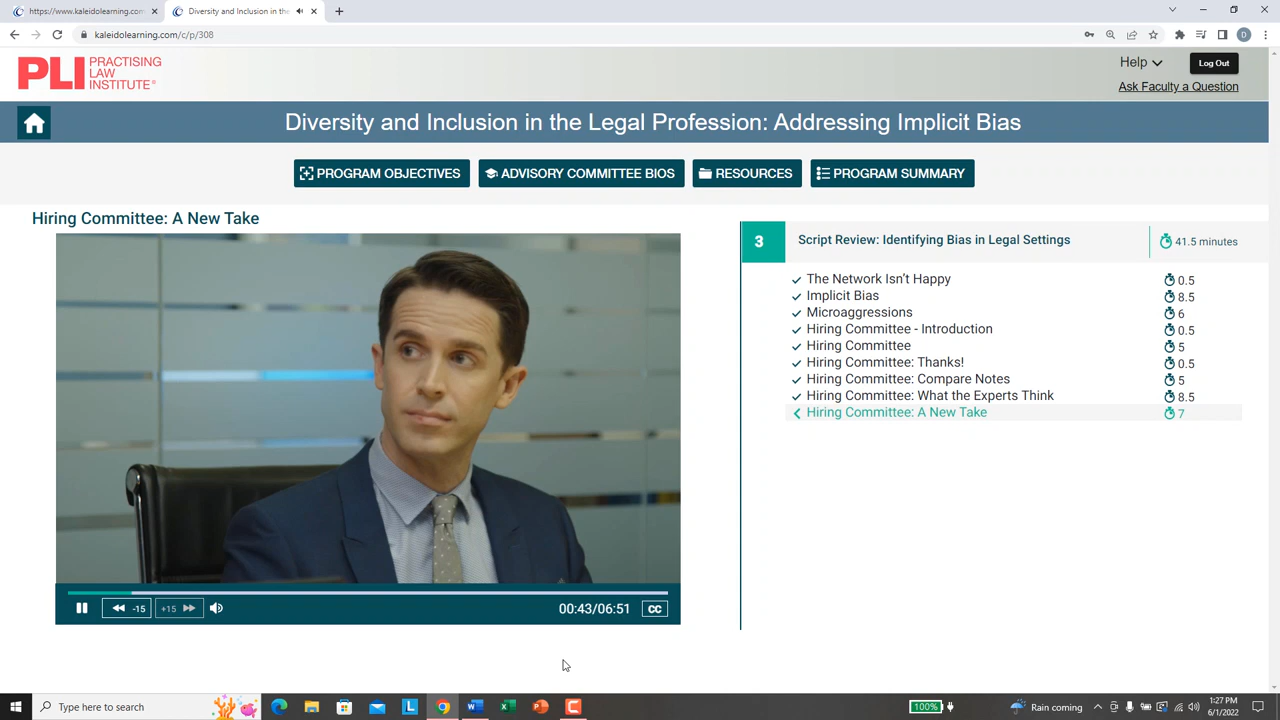 https://www.kaleidolearning.com
Diversity and Inclusion in the
kaleidolearning.com/c/p/308
D
PLI PRACTISING
LAW
INSTITUTE®
Help
Log Out
Ask Faculty a Question
Diversity and Inclusion in the Legal Profession: Addressing Implicit Bias
PROGRAM OBJECTIVES ADVISORY COMMITTEE BIOS RESOURCES PROGRAM SUMMARY
Hiring Committee: A New Take
-15 +15 00:43/06:51 CC
3 Script Review: Identifying Bias in Legal Settings 41.5 minutes
The Network Isn't Happy 0.5
Implicit Bias 8.5
Microaggressions 6
Hiring Committee - Introduction 0.5
Hiring Committee 5
Hiring Committee: Thanks! 0.5
Hiring Committee: Compare Notes 5
Hiring Committee: What the Experts Think 8.5
Hiring Committee: A New Take 7
Type here to search
L
100%
Rain coming
1:27 PM
6/1/2022